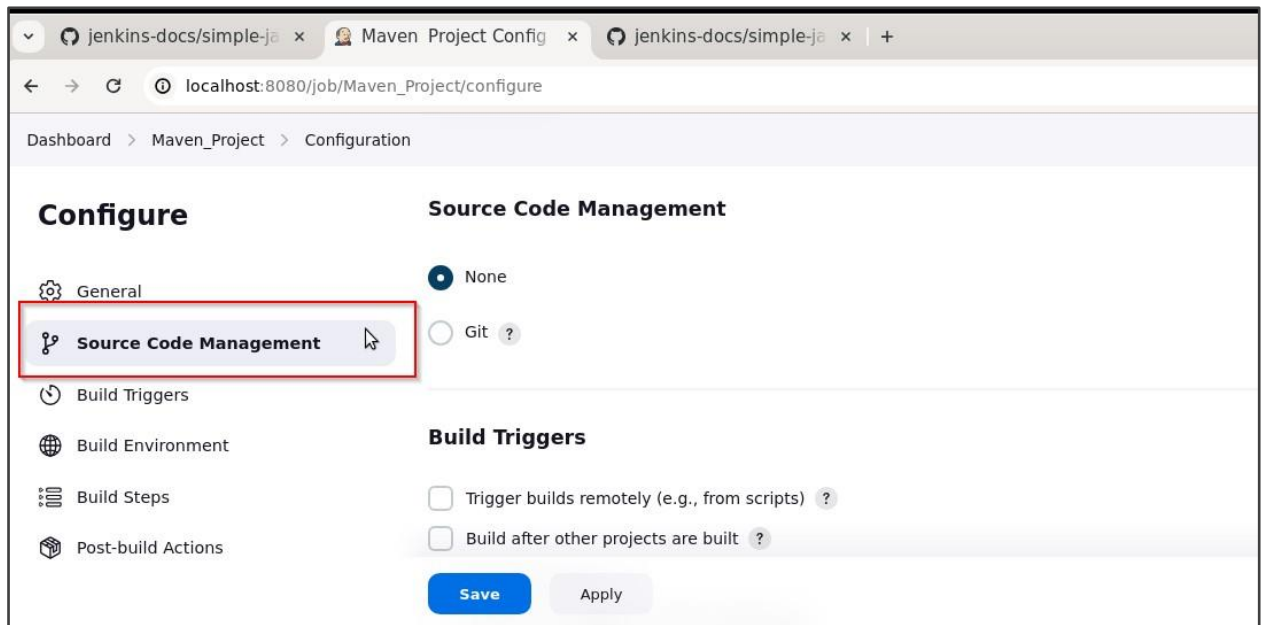 jenkins-docs/simple-ja
Maven Project Config
jenkins-docs/simple-ja
localhost:8080/job/Maven_Project/configure
Dashboard > Maven_Project > Configuration
Configure
General
Source Code Management
Build Triggers
Build Environment
Build Steps
Post-build Actions
Source Code Management
None
Git ?
Build Triggers
Trigger builds remotely (e.g., from scripts) ?
Build after other projects are built ?
Save
Apply